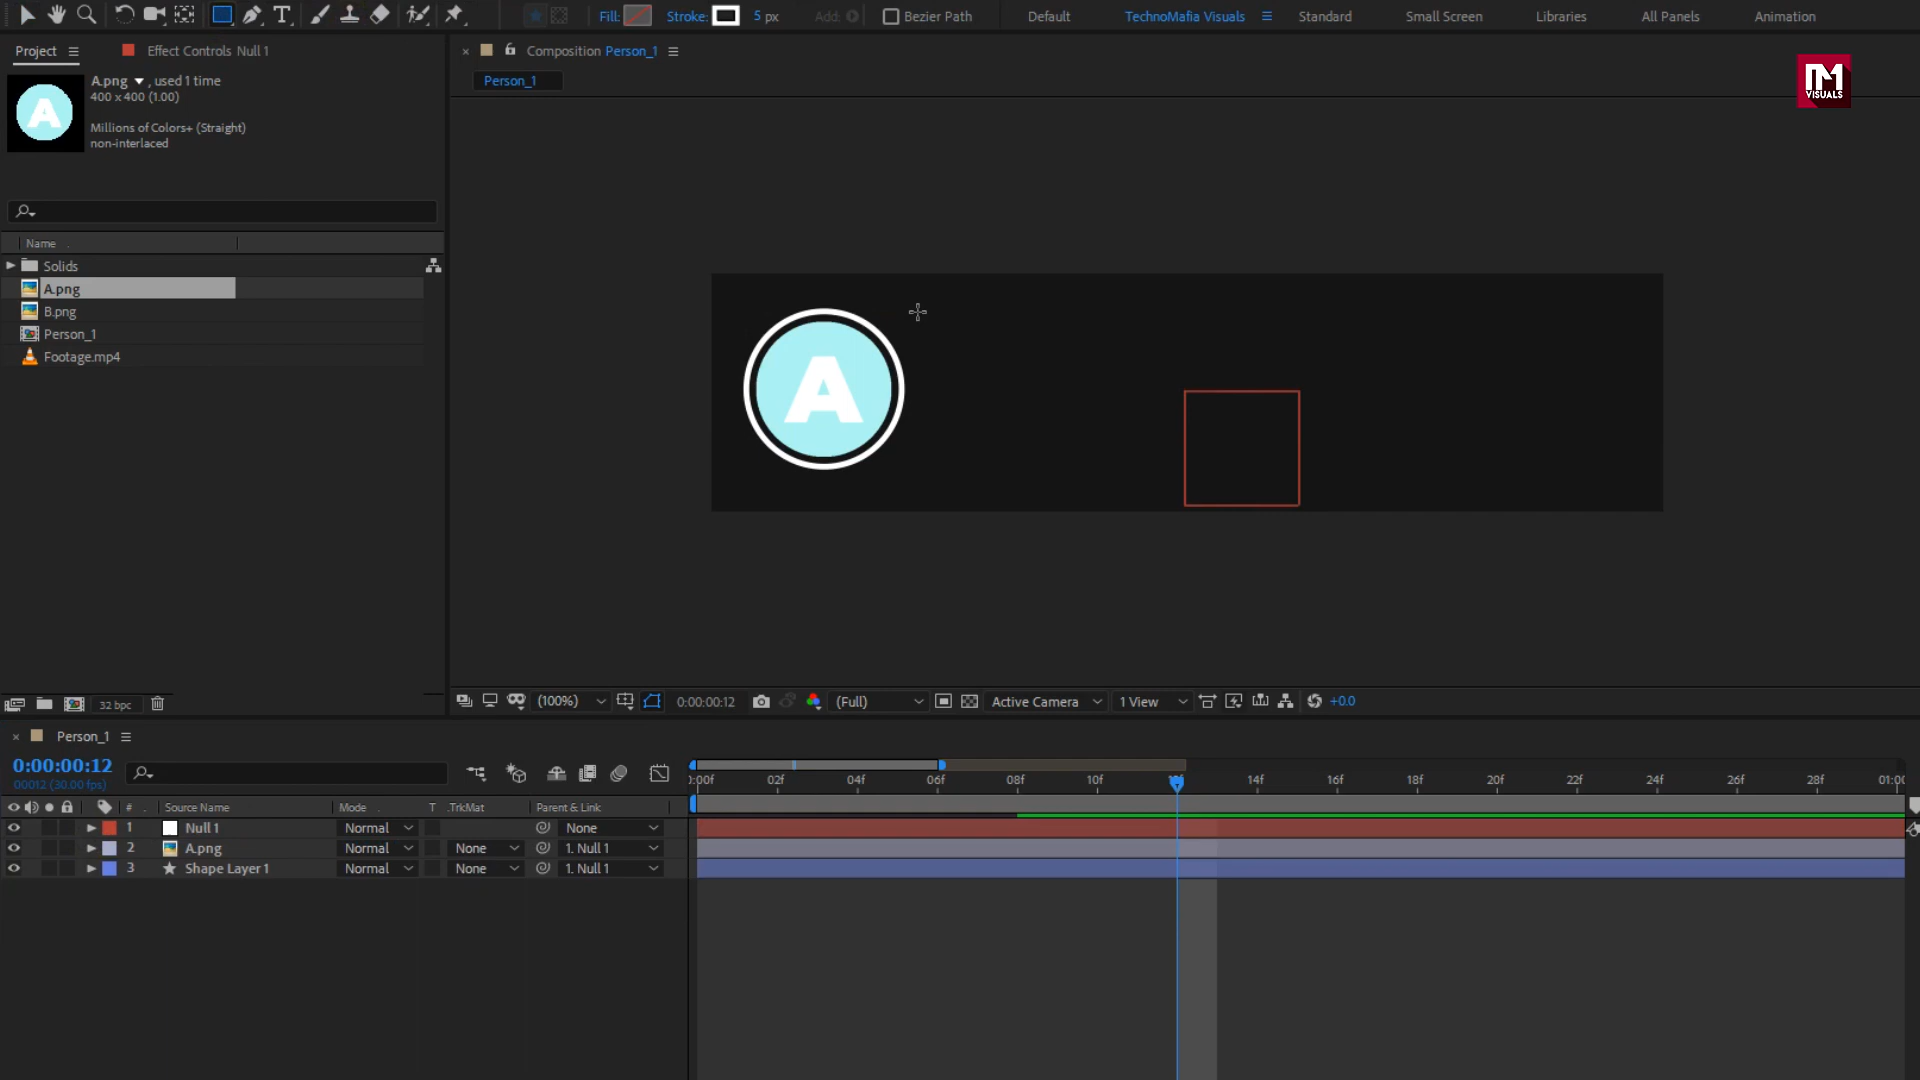 Fill: Stroke: 5 px Add: Bezier Path Default TechnoMafia Visuals Standard Small Screen Libraries All Panels Animation
Project Effect Controls Null 1
× Composition Person_1
Person_1
A.png , used 1 time
400 x 400 (1.00)
Millions of Colors+ (Straight)
non-interlaced
VISUALS
Name
Solids
A.png
B.png
Person_1
Footage.mp4
A
32 bpc
(100%) 0:00:00:12 (Full) Active Camera 1 View +0.0
× Person_1
0:00:00:12
00012 (30.00 fps)
:00f 02f 04f 06f 08f 10f 14f 16f 18f 20f 22f 24f 26f 28f 01:00
# Source Name Mode T .TrkMat Parent & Link
1 Null 1 Normal None
2 A.png Normal None 1. Null 1
3 Shape Layer 1 Normal None 1. Null 1